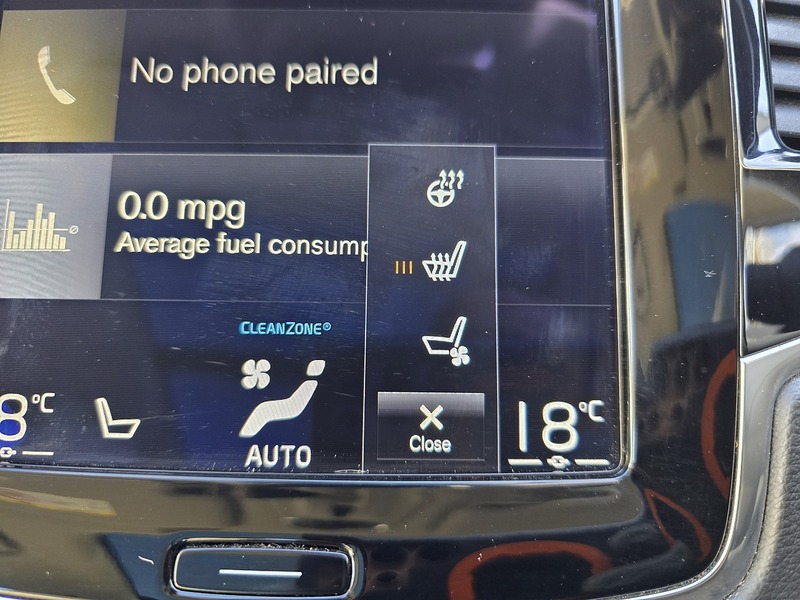 No phone paired
0.0 mpg
Average fuel consump
CLEANZONE®
8°C
AUTO
Close
18°C